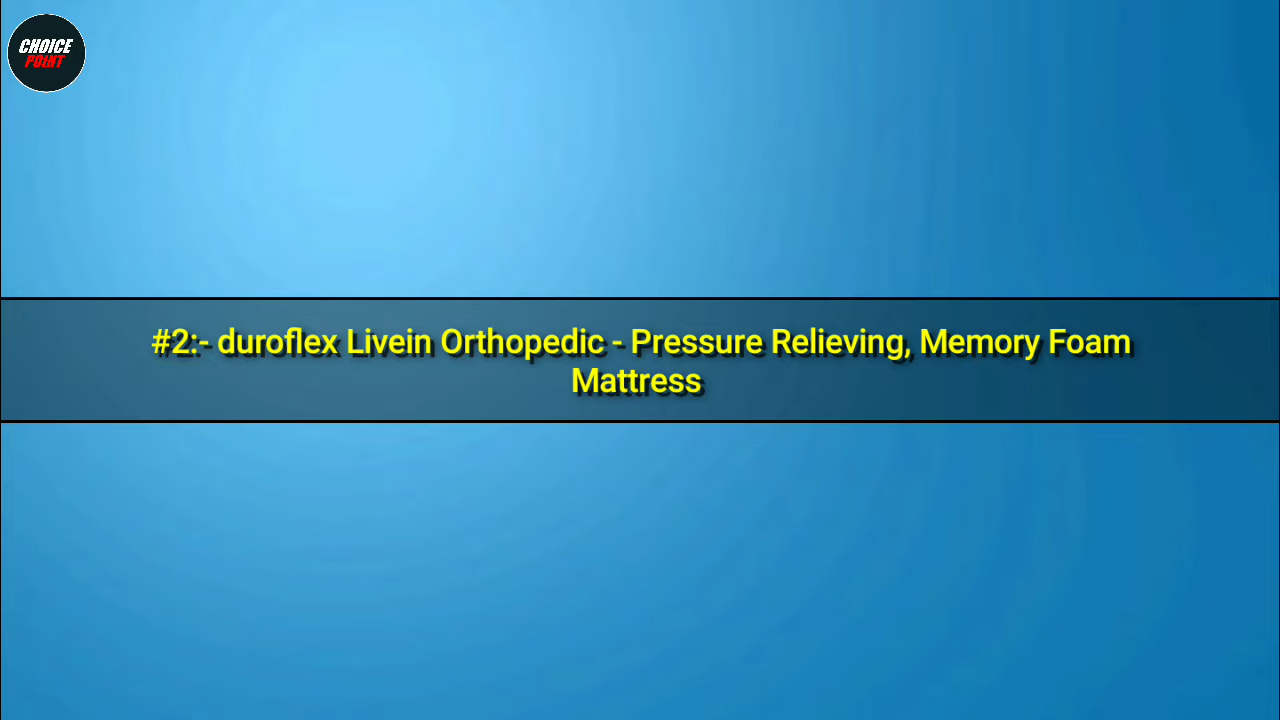 CHOICE
POINT
#2:- duroflex Livein Orthopedic - Pressure Relieving, Memory Foam
Mattress